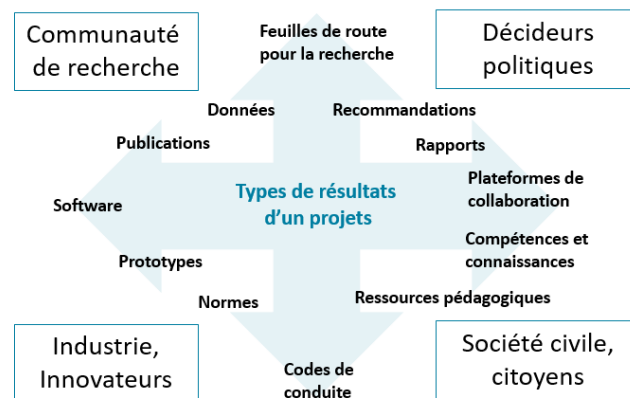 Communauté
de recherche
Feuilles de route
pour la recherche
Décideurs
politiques
Données
Recommandations
Publications
Rapports
Types de résultats
d'un projets
Plateformes de
collaboration
Software
Compétences et
connaissances
Prototypes
Normes
Ressources pédagogiques
Industrie,
Innovateurs
Codes de
conduite
Société civile,
citoyens